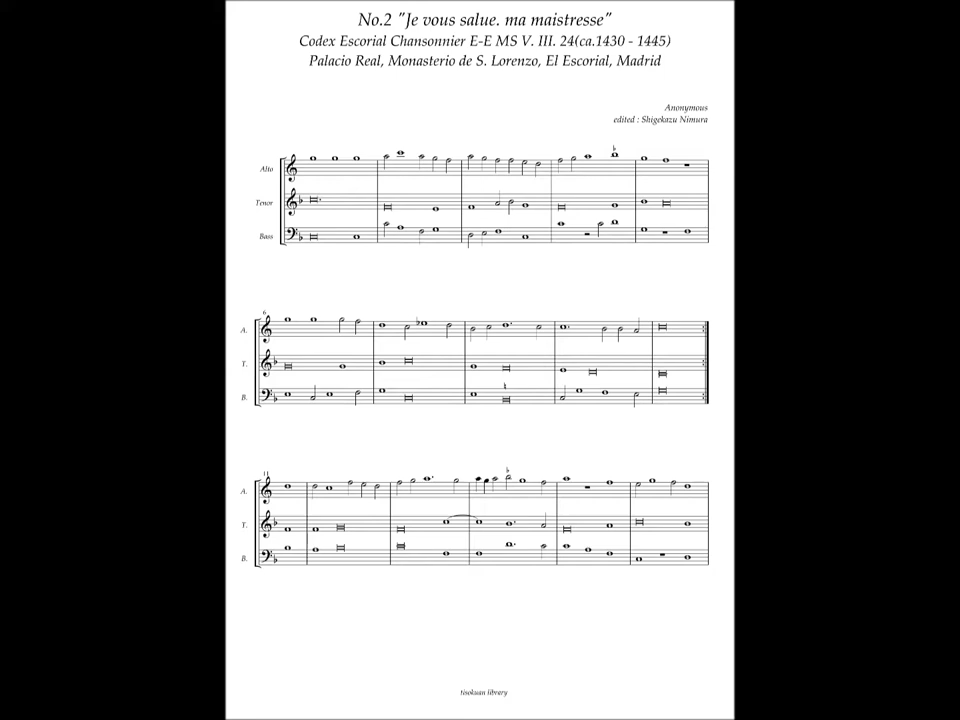 No.2 "Je vous salue. ma maistresse"
Codex Escorial Chansonnier E-E MS V. III. 24(ca.1430 - 1445)
Palacio Real, Monasterio de S. Lorenzo, El Escorial, Madrid
Anonymous
edited : Shigekazu Nimura
Alto
Tenor
Bass
6
A.
T.
B.
11
A.
T.
B.
tisokuan library